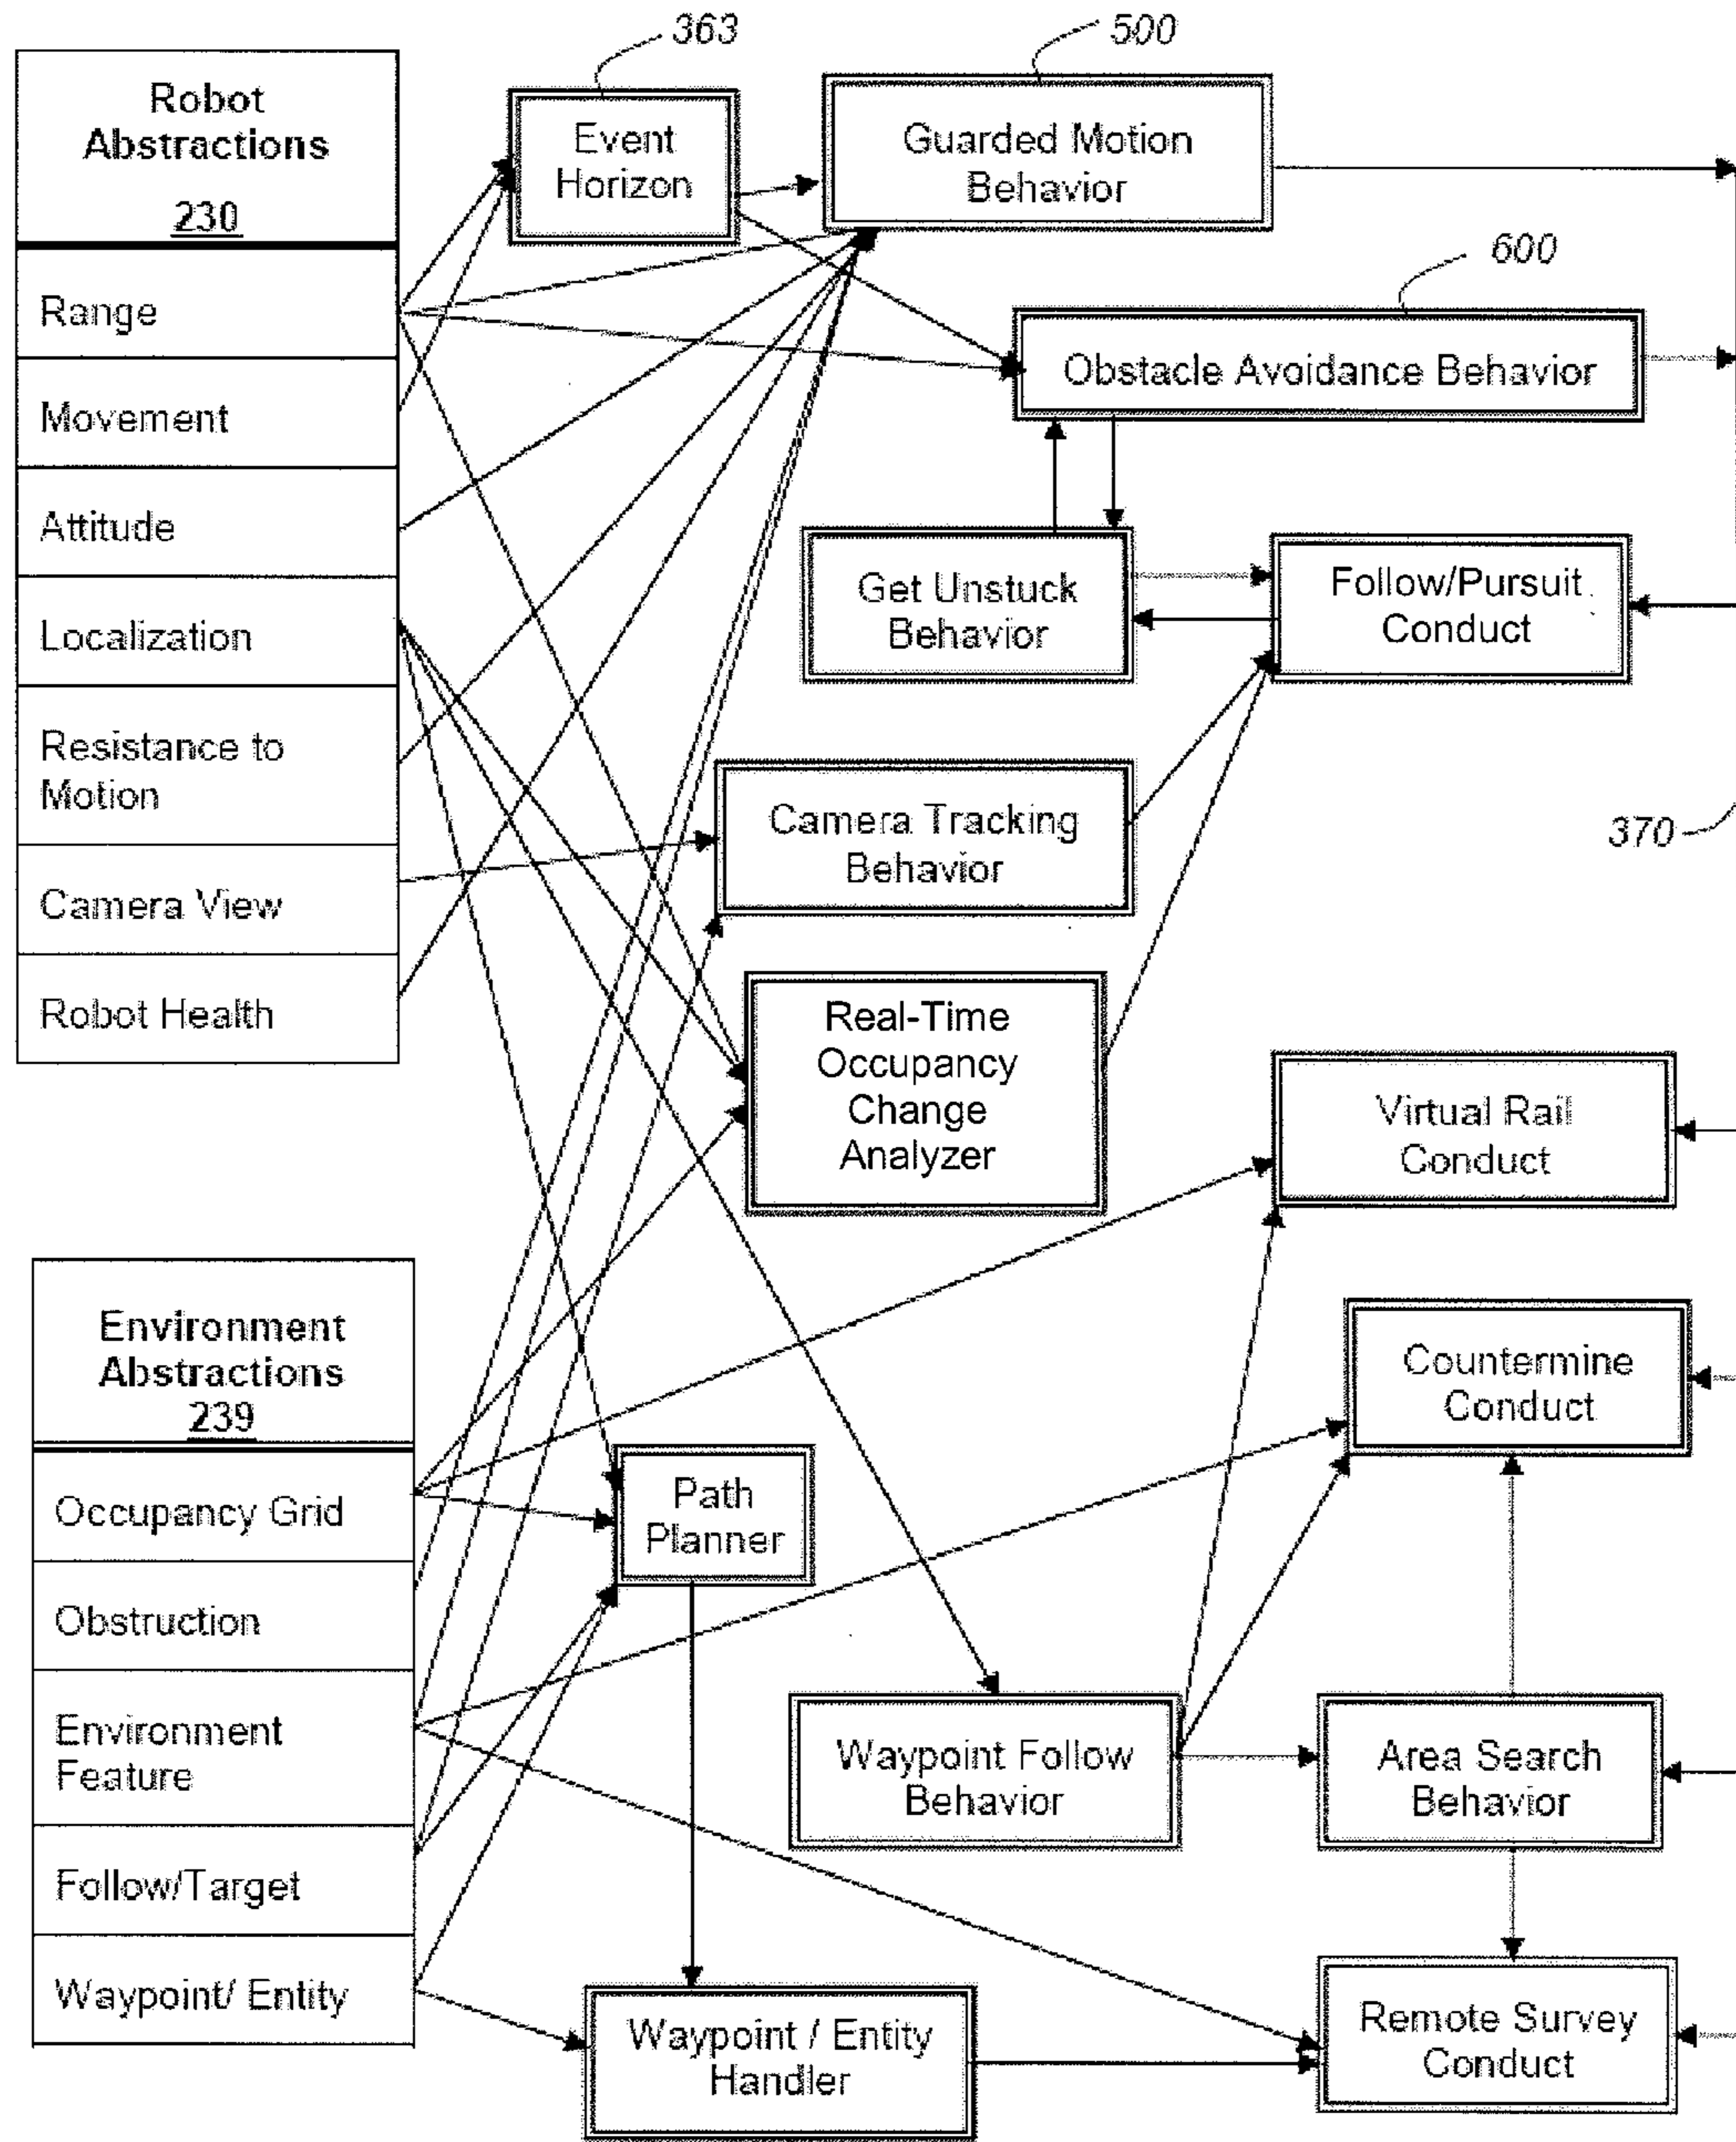 363
500
Robot
Abstractions
230
Range
Movement
Attitude
Localization
Resistance to
Motion
Camera View
Robot Health
Event
Horizon
Guarded Motion
Behavior
600
Obstacle Avoidance Behavior
Get Unstuck
Behavior
Follow/Pursuit
Conduct
370
Camera Tracking
Behavior
Real-Time
Occupancy
Change
Analyzer
Virtual Rail
Conduct
Environment
Abstractions
239
Occupancy Grid
Obstruction
Environment
Feature
Follow/Target
Waypoint/ Entity
Countermine
Conduct
Path
Planner
Waypoint Follow
Behavior
Area Search
Behavior
Waypoint / Entity
Handler
Remote Survey
Conduct